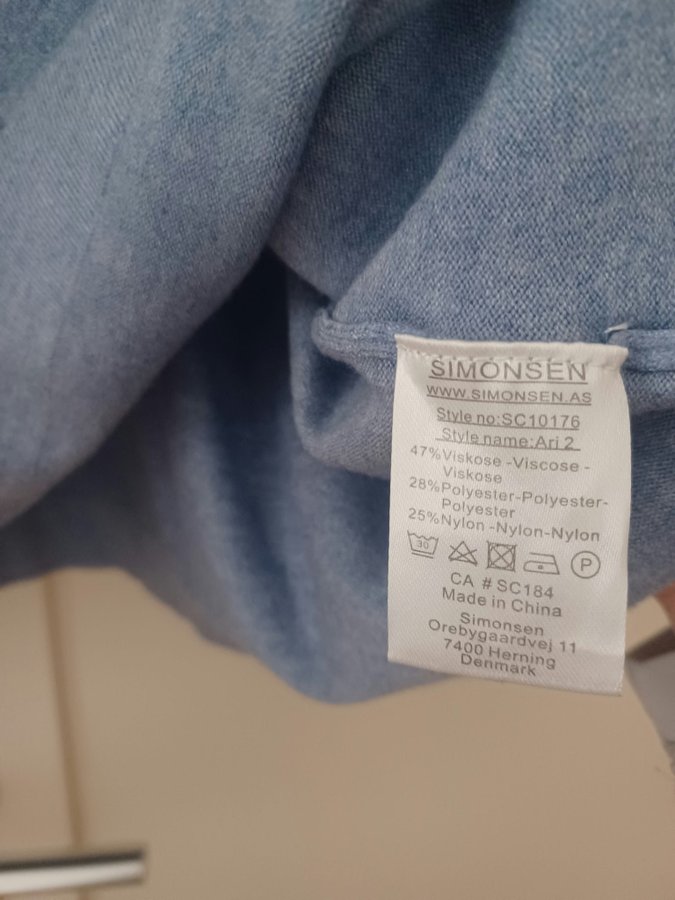 SIMONSEN
WWW.SIMONSEN.AS
Style no:SC10176
Style name:Ari 2
47%Viskose -Viscose -
Viskose
28%Polyester-Polyester-
Polyester
25%Nylon -Nylon-Nylon
30 P
CA # SC184
Made in China
Simonsen
Orebygaardvej 11
7400 Herning
Denmark